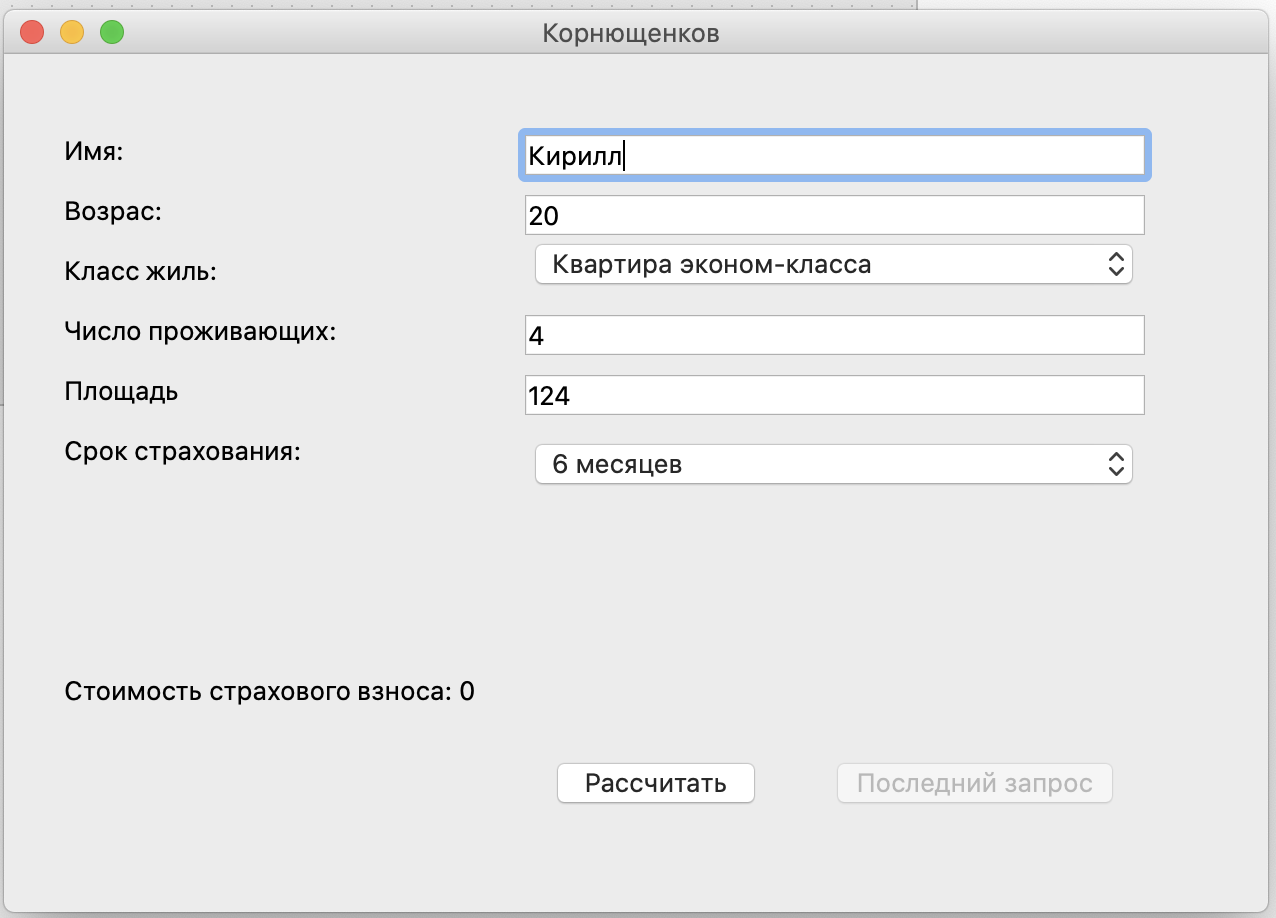 Корнющенков
Имя: Кирилл
Возрас: 20
Класс жиль: Квартира эконом-класса
Число проживающих: 4
Площадь 124
Срок страхования: 6 месяцев
Стоимость страхового взноса: 0
Рассчитать Последний запрос